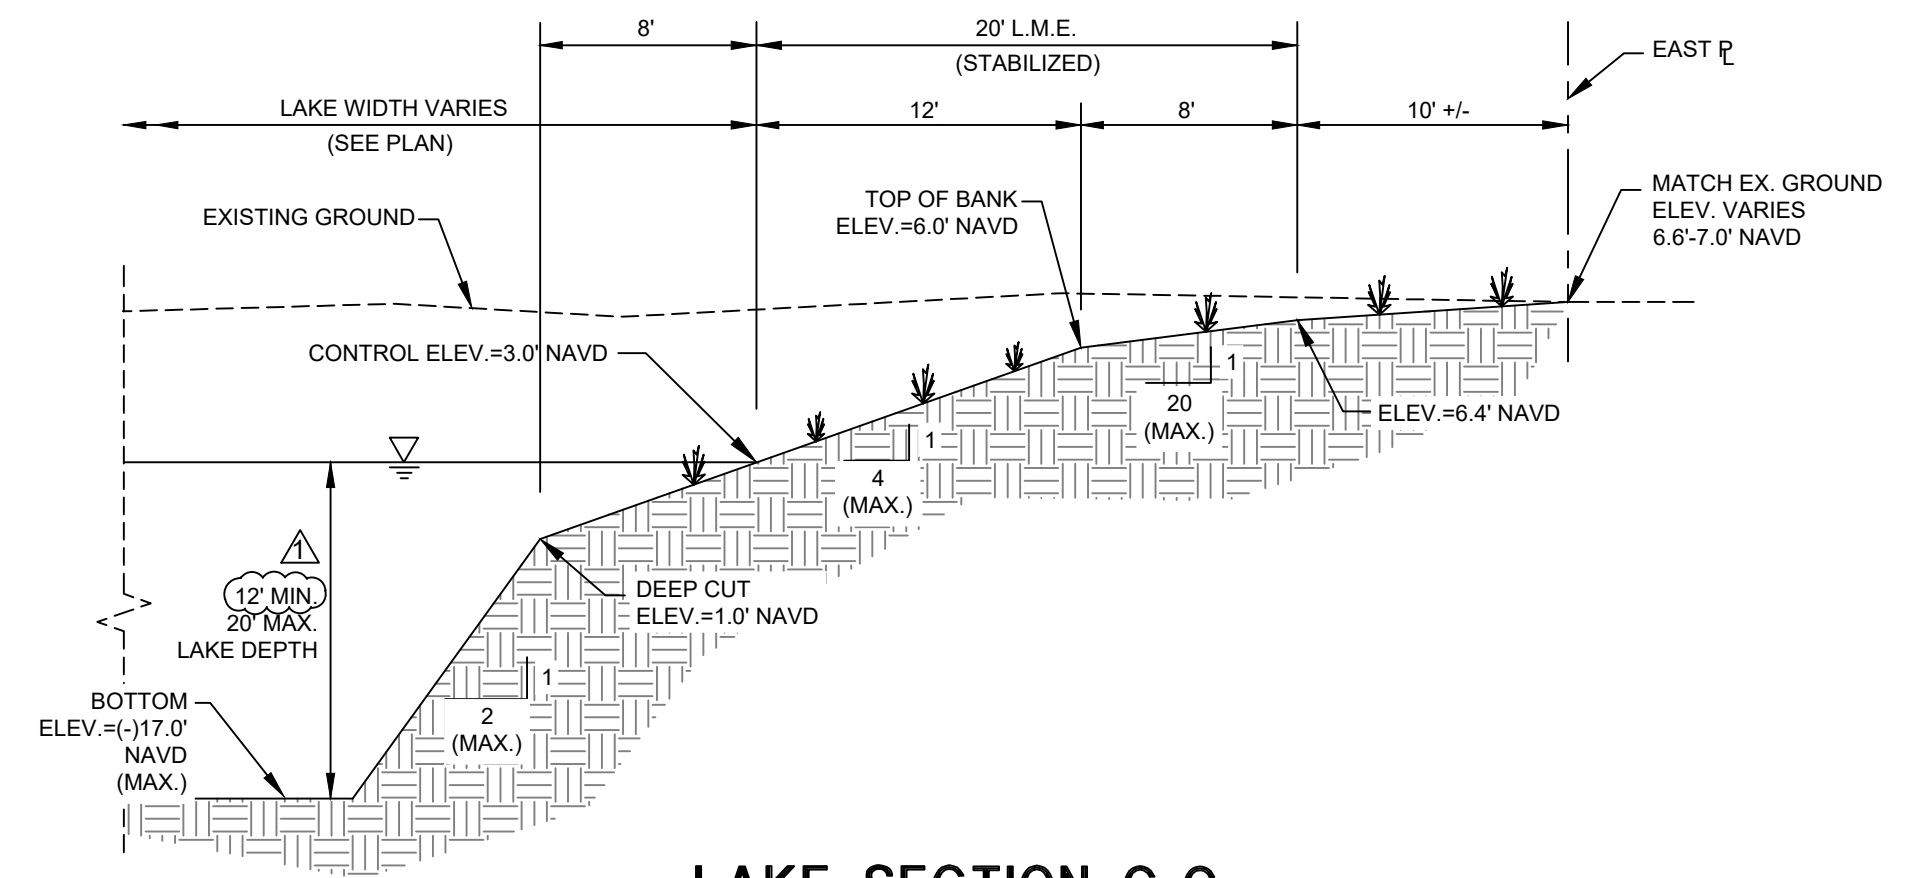 8'
20' L.M.E.
(STABILIZED)
EAST PL
LAKE WIDTH VARIES
(SEE PLAN)
12'
8'
10' +/-
EXISTING GROUND
TOP OF BANK
ELEV.=6.0' NAVD
MATCH EX. GROUND
ELEV. VARIES
6.6'-7.0' NAVD
CONTROL ELEV.=3.0' NAVD
1
20
(MAX.)
ELEV.=6.4' NAVD
1
4
(MAX.)
1
12' MIN.
20' MAX.
LAKE DEPTH
DEEP CUT
ELEV.=1.0' NAVD
1
2
(MAX.)
BOTTOM
ELEV.=(-)17.0'
NAVD
(MAX.)